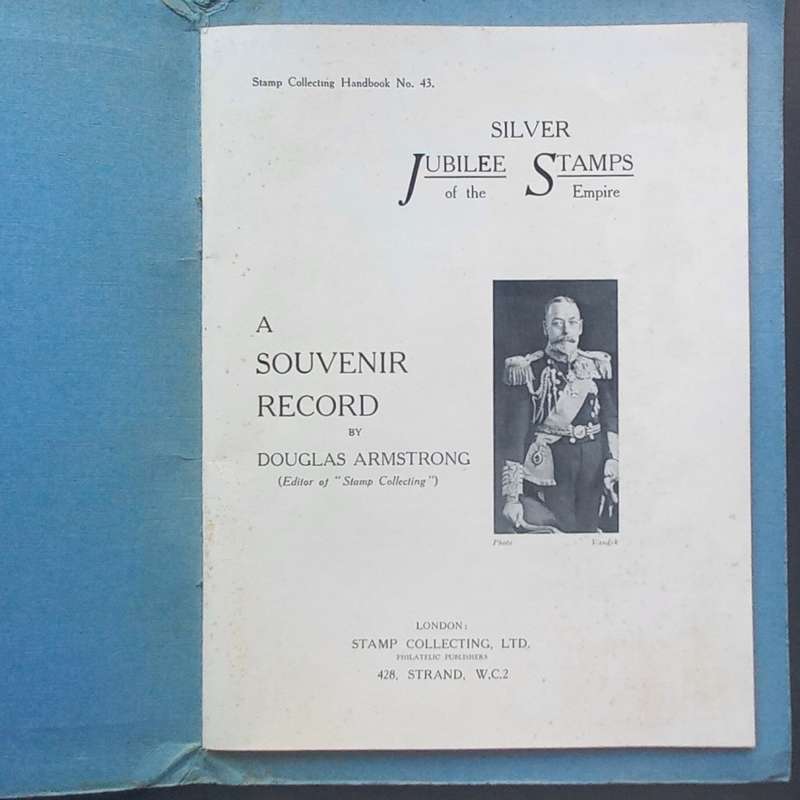 Stamp Collecting Handbook No. 43.
SILVER
JUBILEE STAMPS
of the Empire
A
SOUVENIR
RECORD
BY
DOUGLAS ARMSTRONG
(Editor of "Stamp Collecting")
Photo Vandyk
LONDON:
STAMP COLLECTING, LTD.
PHILATELIC PUBLISHERS
428, STRAND, W.C.2